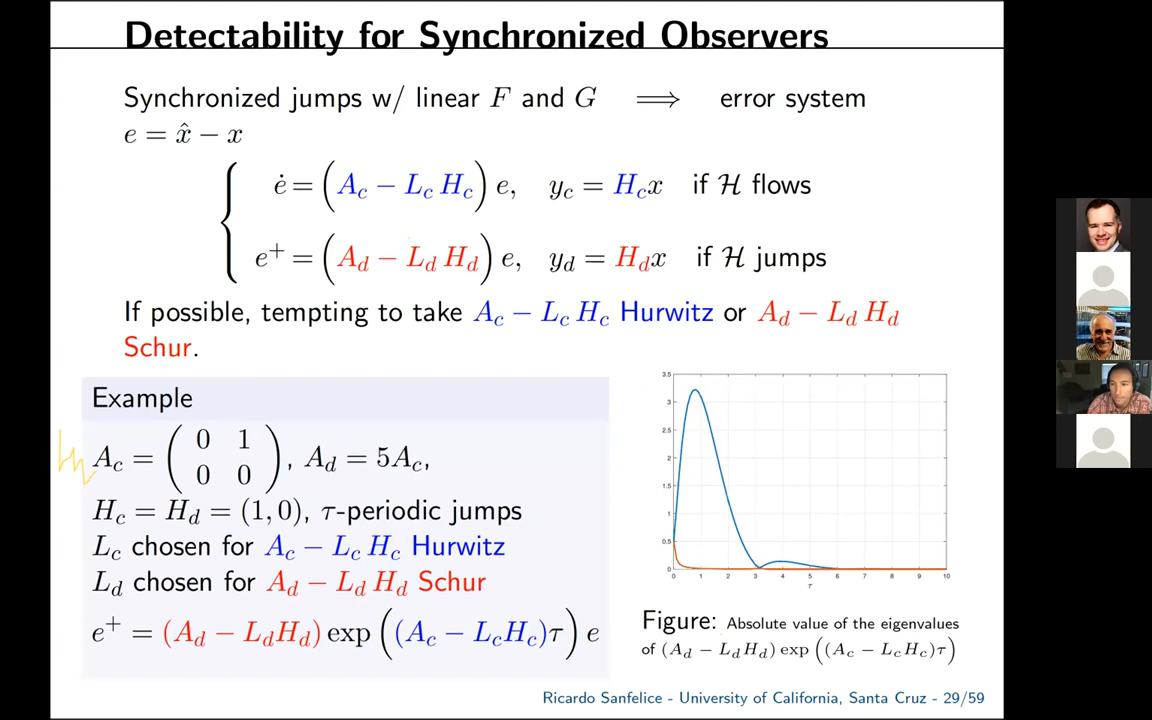 Detectability for Synchronized Observers
Synchronized jumps w/ linear F and G ⟹ error system
e = x̂ − x
ė = (A_c − L_c H_c) e, y_c = H_c x if ℋ flows
e⁺ = (A_d − L_d H_d) e, y_d = H_d x if ℋ jumps
If possible, tempting to take A_c − L_c H_c Hurwitz or A_d − L_d H_d
Schur.
Example
A_c = ( 0 1
0 0 ), A_d = 5A_c,
H_c = H_d = (1, 0), τ-periodic jumps
L_c chosen for A_c − L_c H_c Hurwitz
L_d chosen for A_d − L_d H_d Schur
e⁺ = (A_d − L_d H_d) exp ((A_c − L_c H_c)τ) e
3.5
3
2.5
2
1.5
1
0.5
0
0 1 2 3 4 5 6 7 8 9 10
τ
Figure: Absolute value of the eigenvalues
of (A_d − L_d H_d) exp ((A_c − L_c H_c)τ)
Ricardo Sanfelice - University of California, Santa Cruz - 29/59